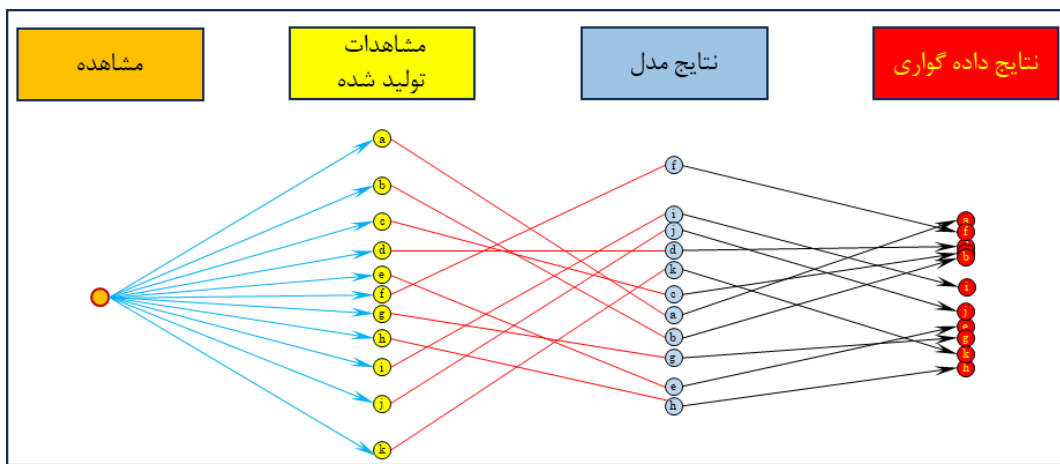 مشاهده
مشاهدات
تولید شده
نتایج مدل
نتایج داده گواری
a
b
c
d
e
f
g
h
i
j
k
f
i
j
d
k
c
a
b
g
e
h
a
f
b
i
j
e
g
k
h